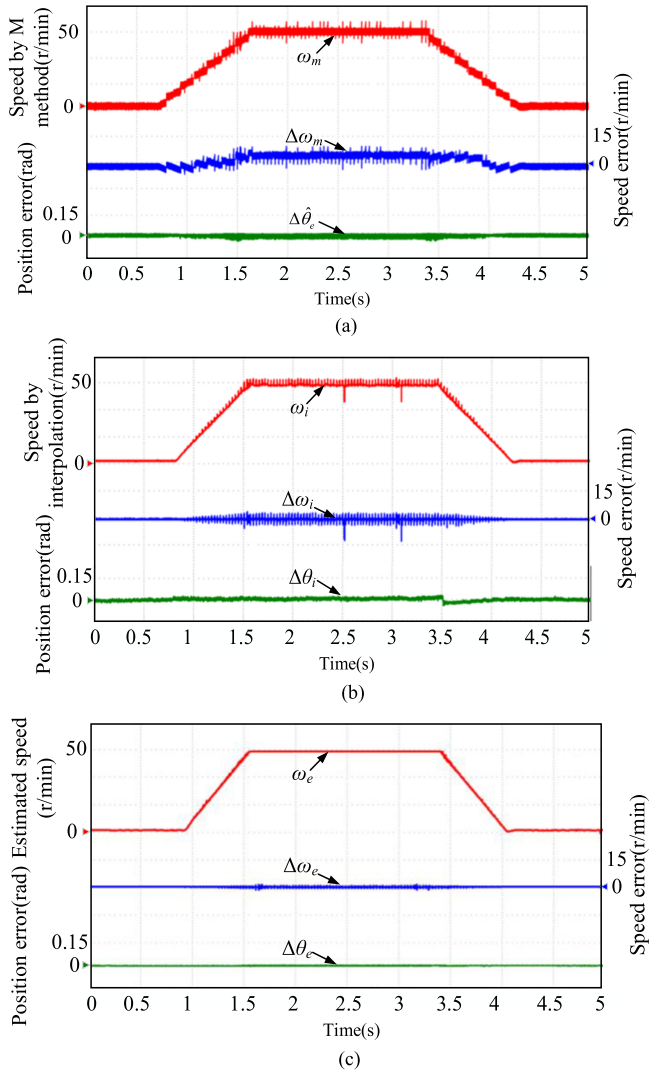 Speed by M
method(r/min)
50
0
ωm
Δωm
15
0
Speed error(r/min)
Position error(rad)
0.15
0
Δθ̂e
0 0.5 1 1.5 2 2.5 3 3.5 4 4.5 5
Time(s)
(a)
Speed by
interpolation(r/min)
50
0
ωi
Δωi
15
0
Speed error(r/min)
Position error(rad)
0.15
0
Δθi
0 0.5 1 1.5 2 2.5 3 3.5 4 4.5 5
Time(s)
(b)
Estimated speed
(r/min)
50
0
ωe
Δωe
15
0
Speed error(r/min)
Position error(rad)
0.15
0
Δθe
0 0.5 1 1.5 2 2.5 3 3.5 4 4.5 5
Time(s)
(c)